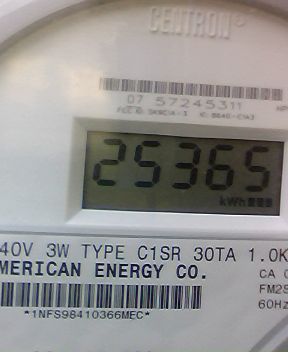 CENTRON®
07 57245311
25365
kWh
40V 3W TYPE C1SR 30TA 1.0K
MERICAN ENERGY CO.
CA
FM2S
60Hz
*1NFS98410366MEC*